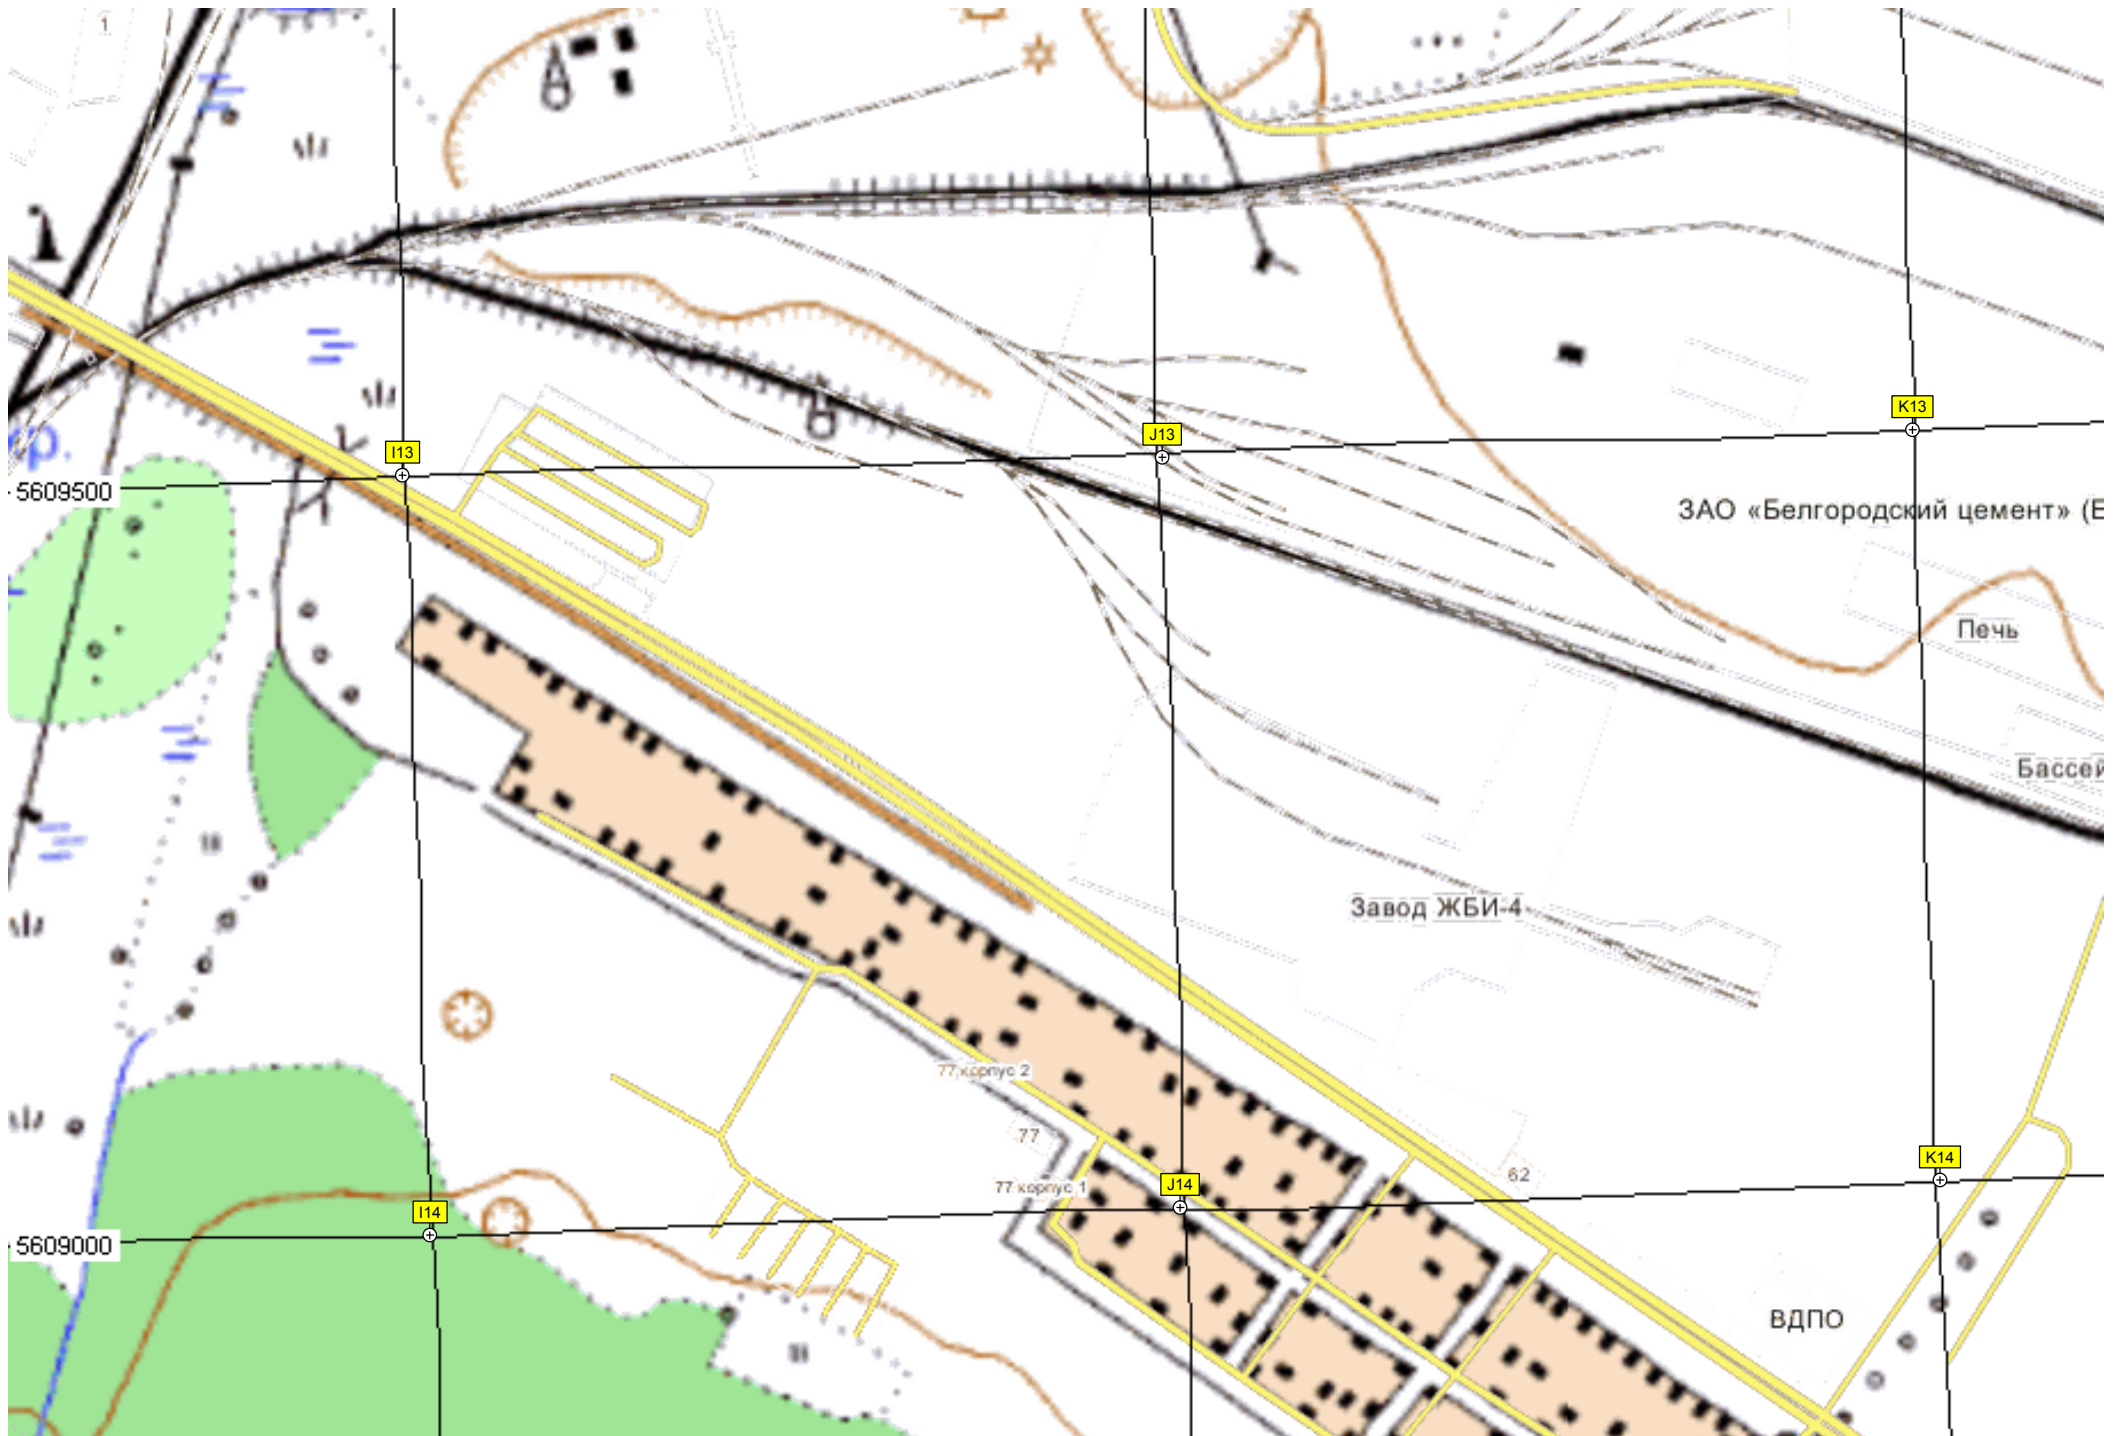 1
K13
J13
I13
5609500
р.
ЗАО «Белгородский цемент» (Б
Печь
Бассей
Завод ЖБИ-4
77 корпус 2
77
K14
62
J14
77 корпус 1
I14
5609000
ВДПО